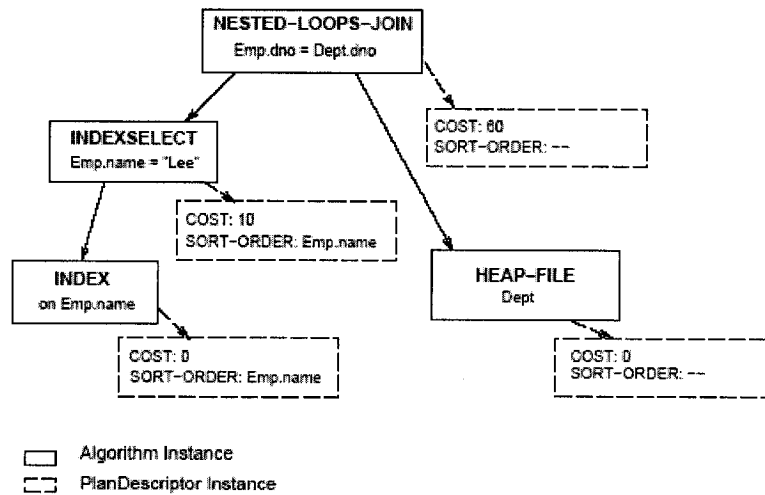 NESTED-LOOPS-JOIN
Emp.dno = Dept.dno
COST: 60
SORT-ORDER: --
INDEXSELECT
Emp.name = "Lee"
COST: 10
SORT-ORDER: Emp.name
INDEX
on Emp.name
HEAP-FILE
Dept
COST: 0
SORT-ORDER: Emp.name
COST: 0
SORT-ORDER: --
Algorithm Instance
PlanDescriptor Instance